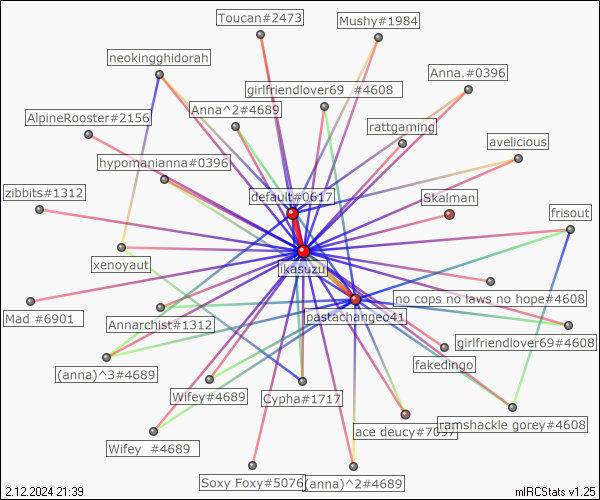 Toucan#2473
Mushy#1984
neokingghidorah
Anna.#0396
girlfriendlover69 #4608
Anna^2#4689
AlpineRooster#2156
rattgaming
avelicious
hypomanianna#0396
zibbits#1312
default#0617
Skalman
frisout
xenoyaut
ikasuzu
no cops no laws no hope#4608
Mad #6901
Annarchist#1312
pastachangeo41
girlfriendlover69#4608
fakedingo
(anna)^3#4689
Wifey#4689
Cypha#1717
ace deucy#7097
ramshackle gorey#4608
Wifey #4689
Soxy Foxy#5076
(anna)^2#4689
2.12.2024 21:39
mIRCStats v1.25